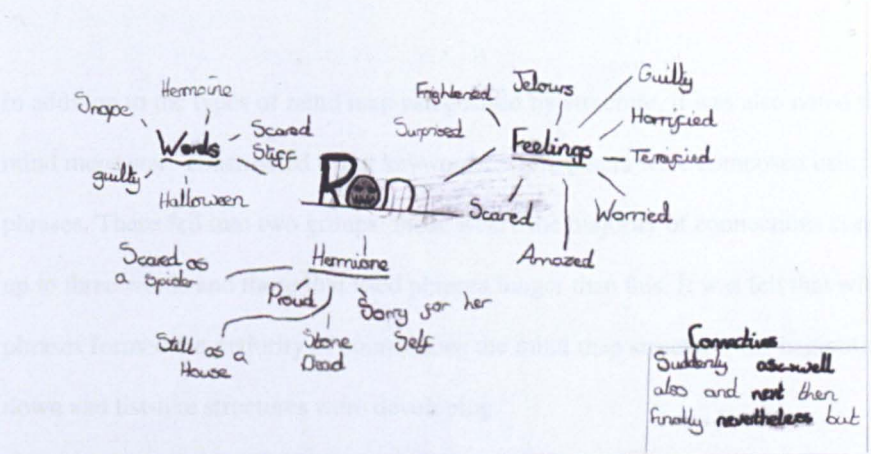 Snape
Hermoine
Words
Scared
Stiff
guilty
Halloween
Ron
Frightened
Jelours
Guilty
Surprised
Feelings
Horrified
Terrified
Scared
Worried
Amazed
Hermione
Scared as
a
Proud
Sorry for her
Self
Still as a
House
Stone
Dead
Connectives
Suddenly as-well
also and next then
Finally nevertheless but